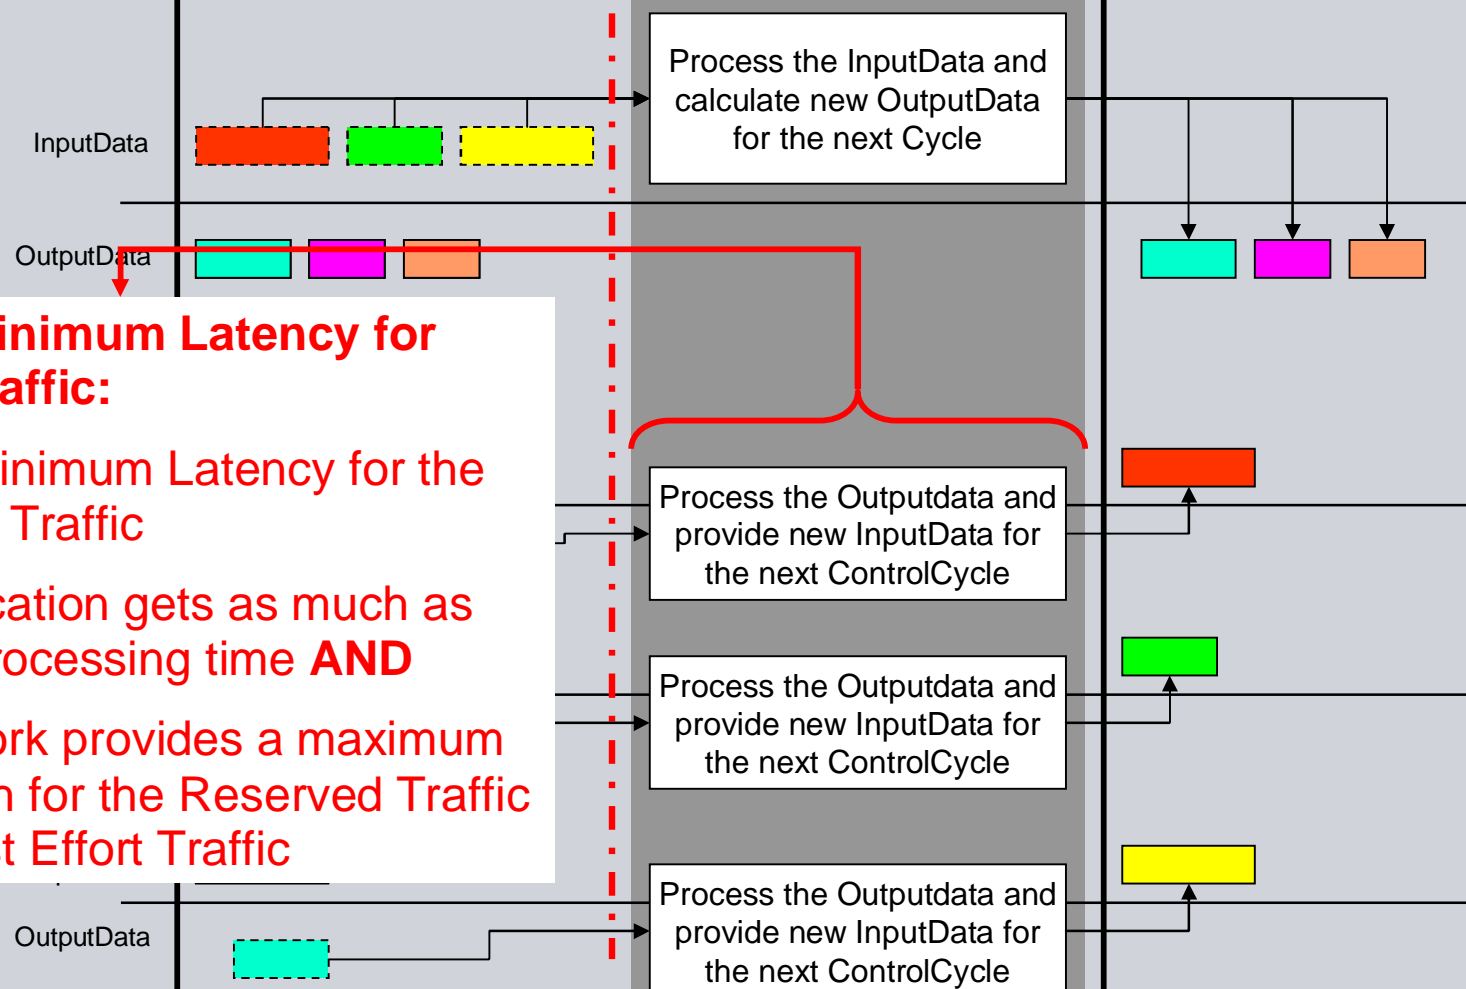 Process the InputData and
calculate new OutputData
for the next Cycle
InputData
OutputData
inimum Latency for
affic:
inimum Latency for the
Traffic
cation gets as much as
rocessing time AND
ork provides a maximum
n for the Reserved Traffic
t Effort Traffic
Process the Outputdata and
provide new InputData for
the next ControlCycle
Process the Outputdata and
provide new InputData for
the next ControlCycle
Process the Outputdata and
provide new InputData for
the next ControlCycle
OutputData